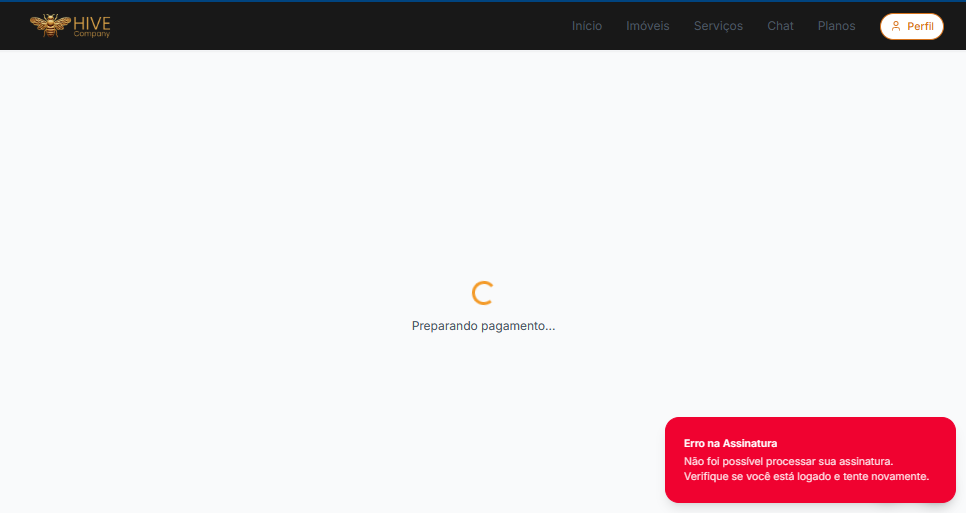 HIVE
Company
Início Imóveis Serviços Chat Planos Perfil
Preparando pagamento...
Erro na Assinatura
Não foi possível processar sua assinatura.
Verifique se você está logado e tente novamente.